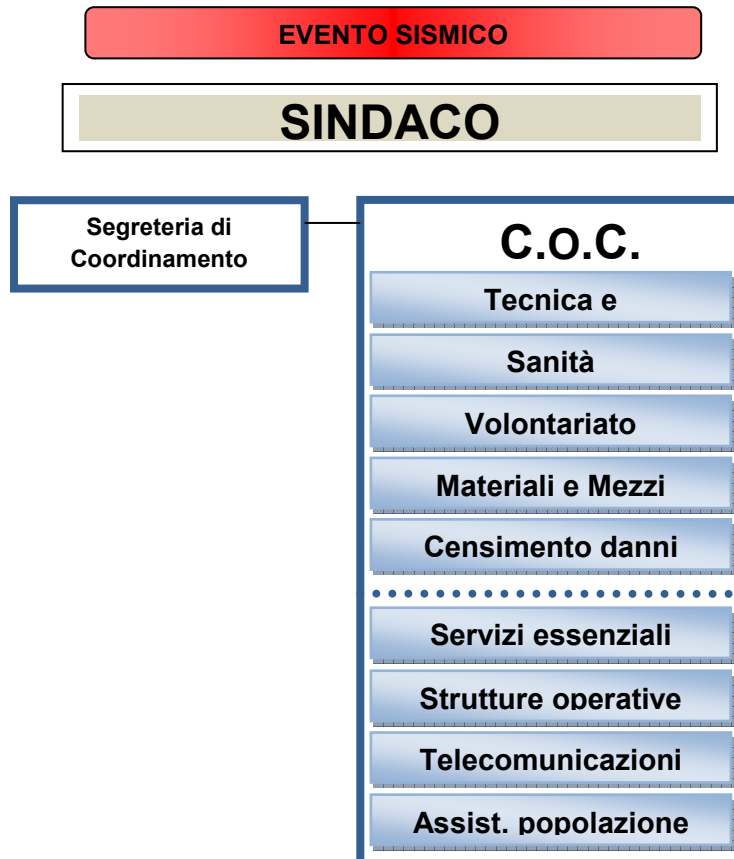 EVENTO SISMICO
SINDACO
Segreteria di
Coordinamento
C.O.C.
Tecnica e
Sanità
Volontariato
Materiali e Mezzi
Censimento danni
Servizi essenziali
Strutture operative
Telecomunicazioni
Assist. popolazione